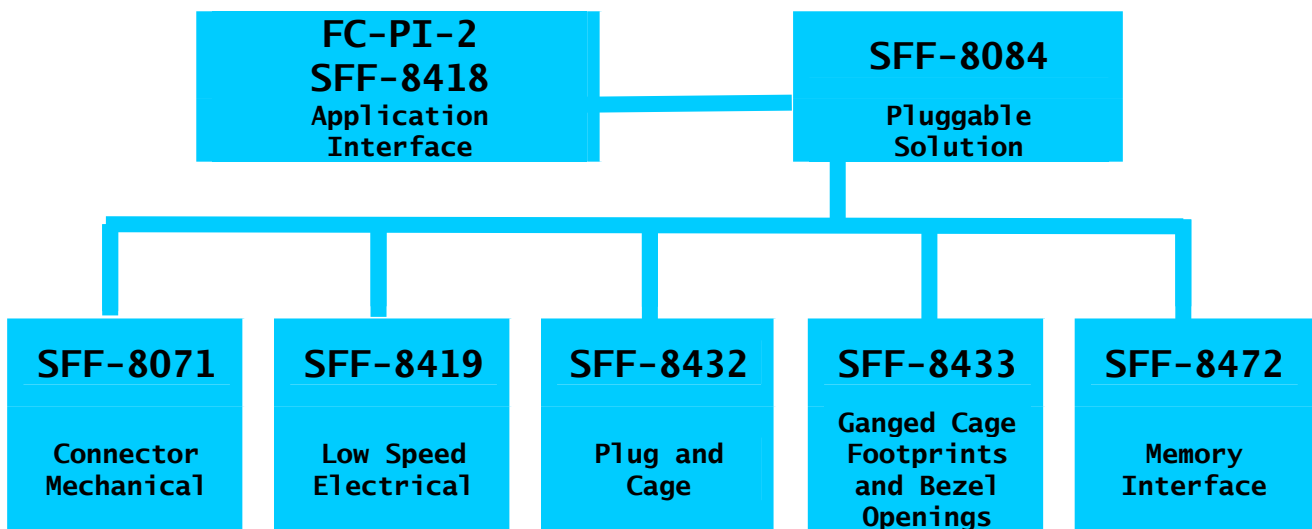 FC-PI-2
SFF-8418
Application
Interface
SFF-8084
Pluggable
Solution
SFF-8071
Connector
Mechanical
SFF-8419
Low Speed
Electrical
SFF-8432
Plug and
Cage
SFF-8433
Ganged Cage
Footprints
and Bezel
Openings
SFF-8472
Memory
Interface